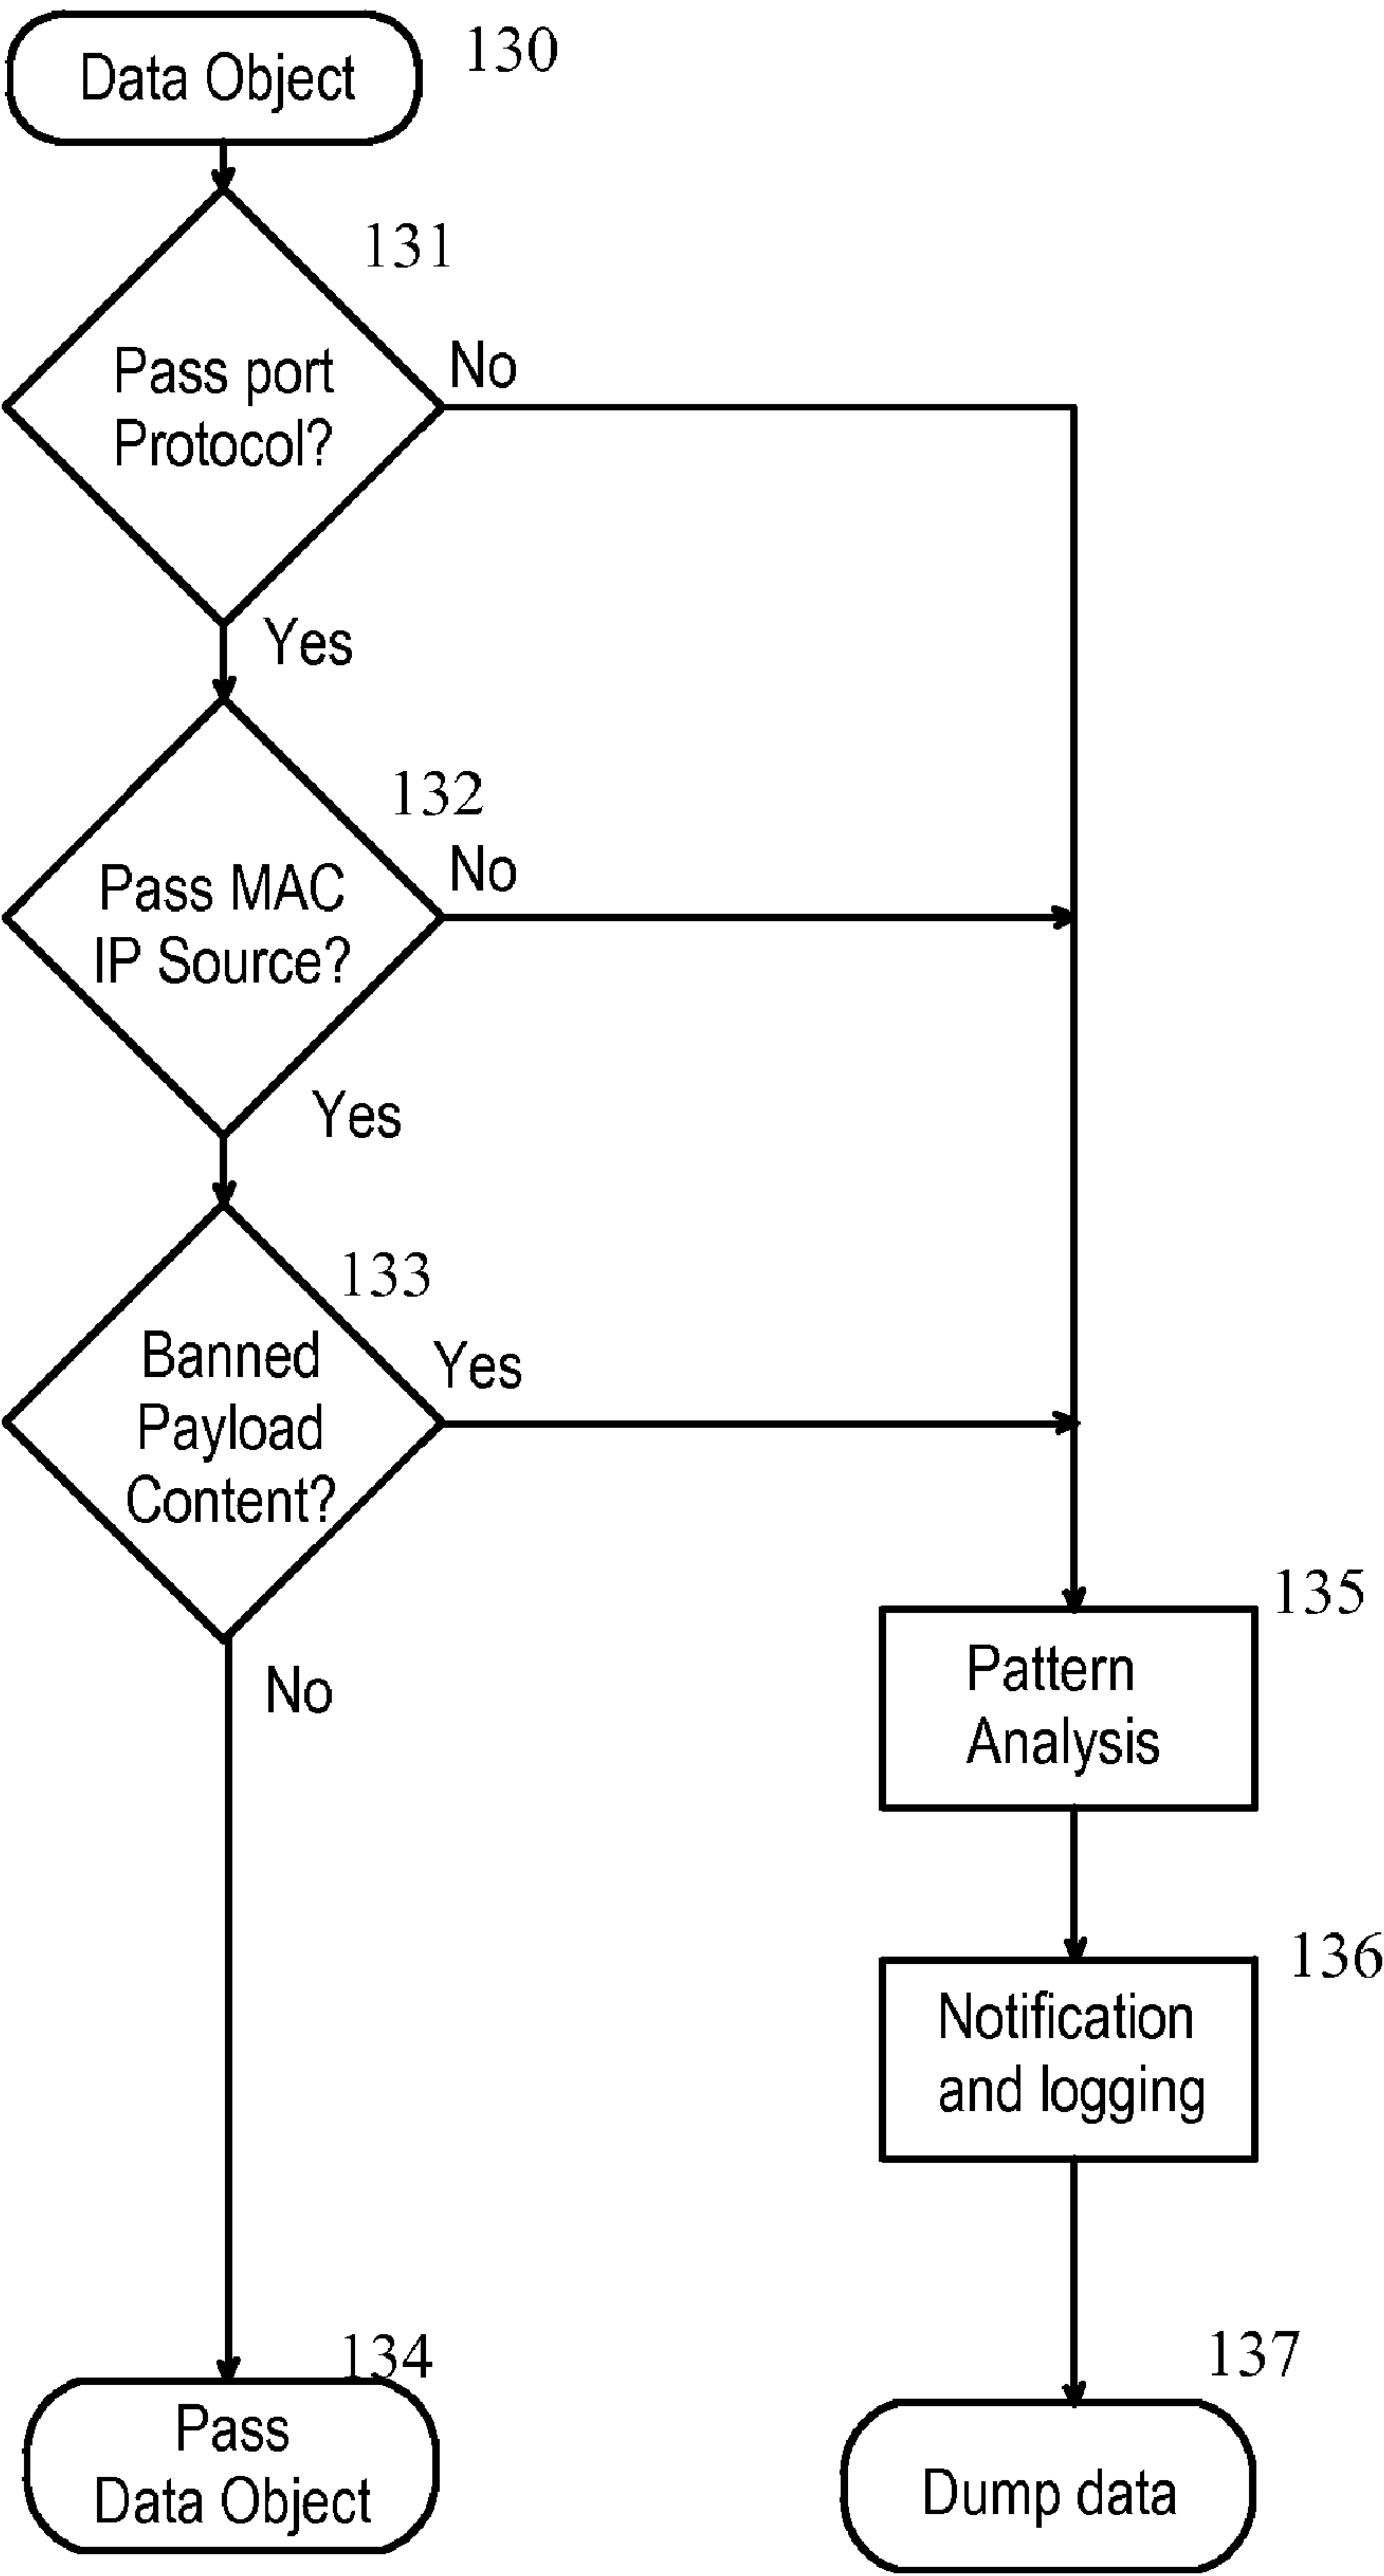 Data Object
130
131
Pass port
Protocol?
No
Yes
132
Pass MAC
IP Source?
No
Yes
133
Banned
Payload
Content?
Yes
No
135
Pattern
Analysis
136
Notification
and logging
134
Pass
Data Object
137
Dump data